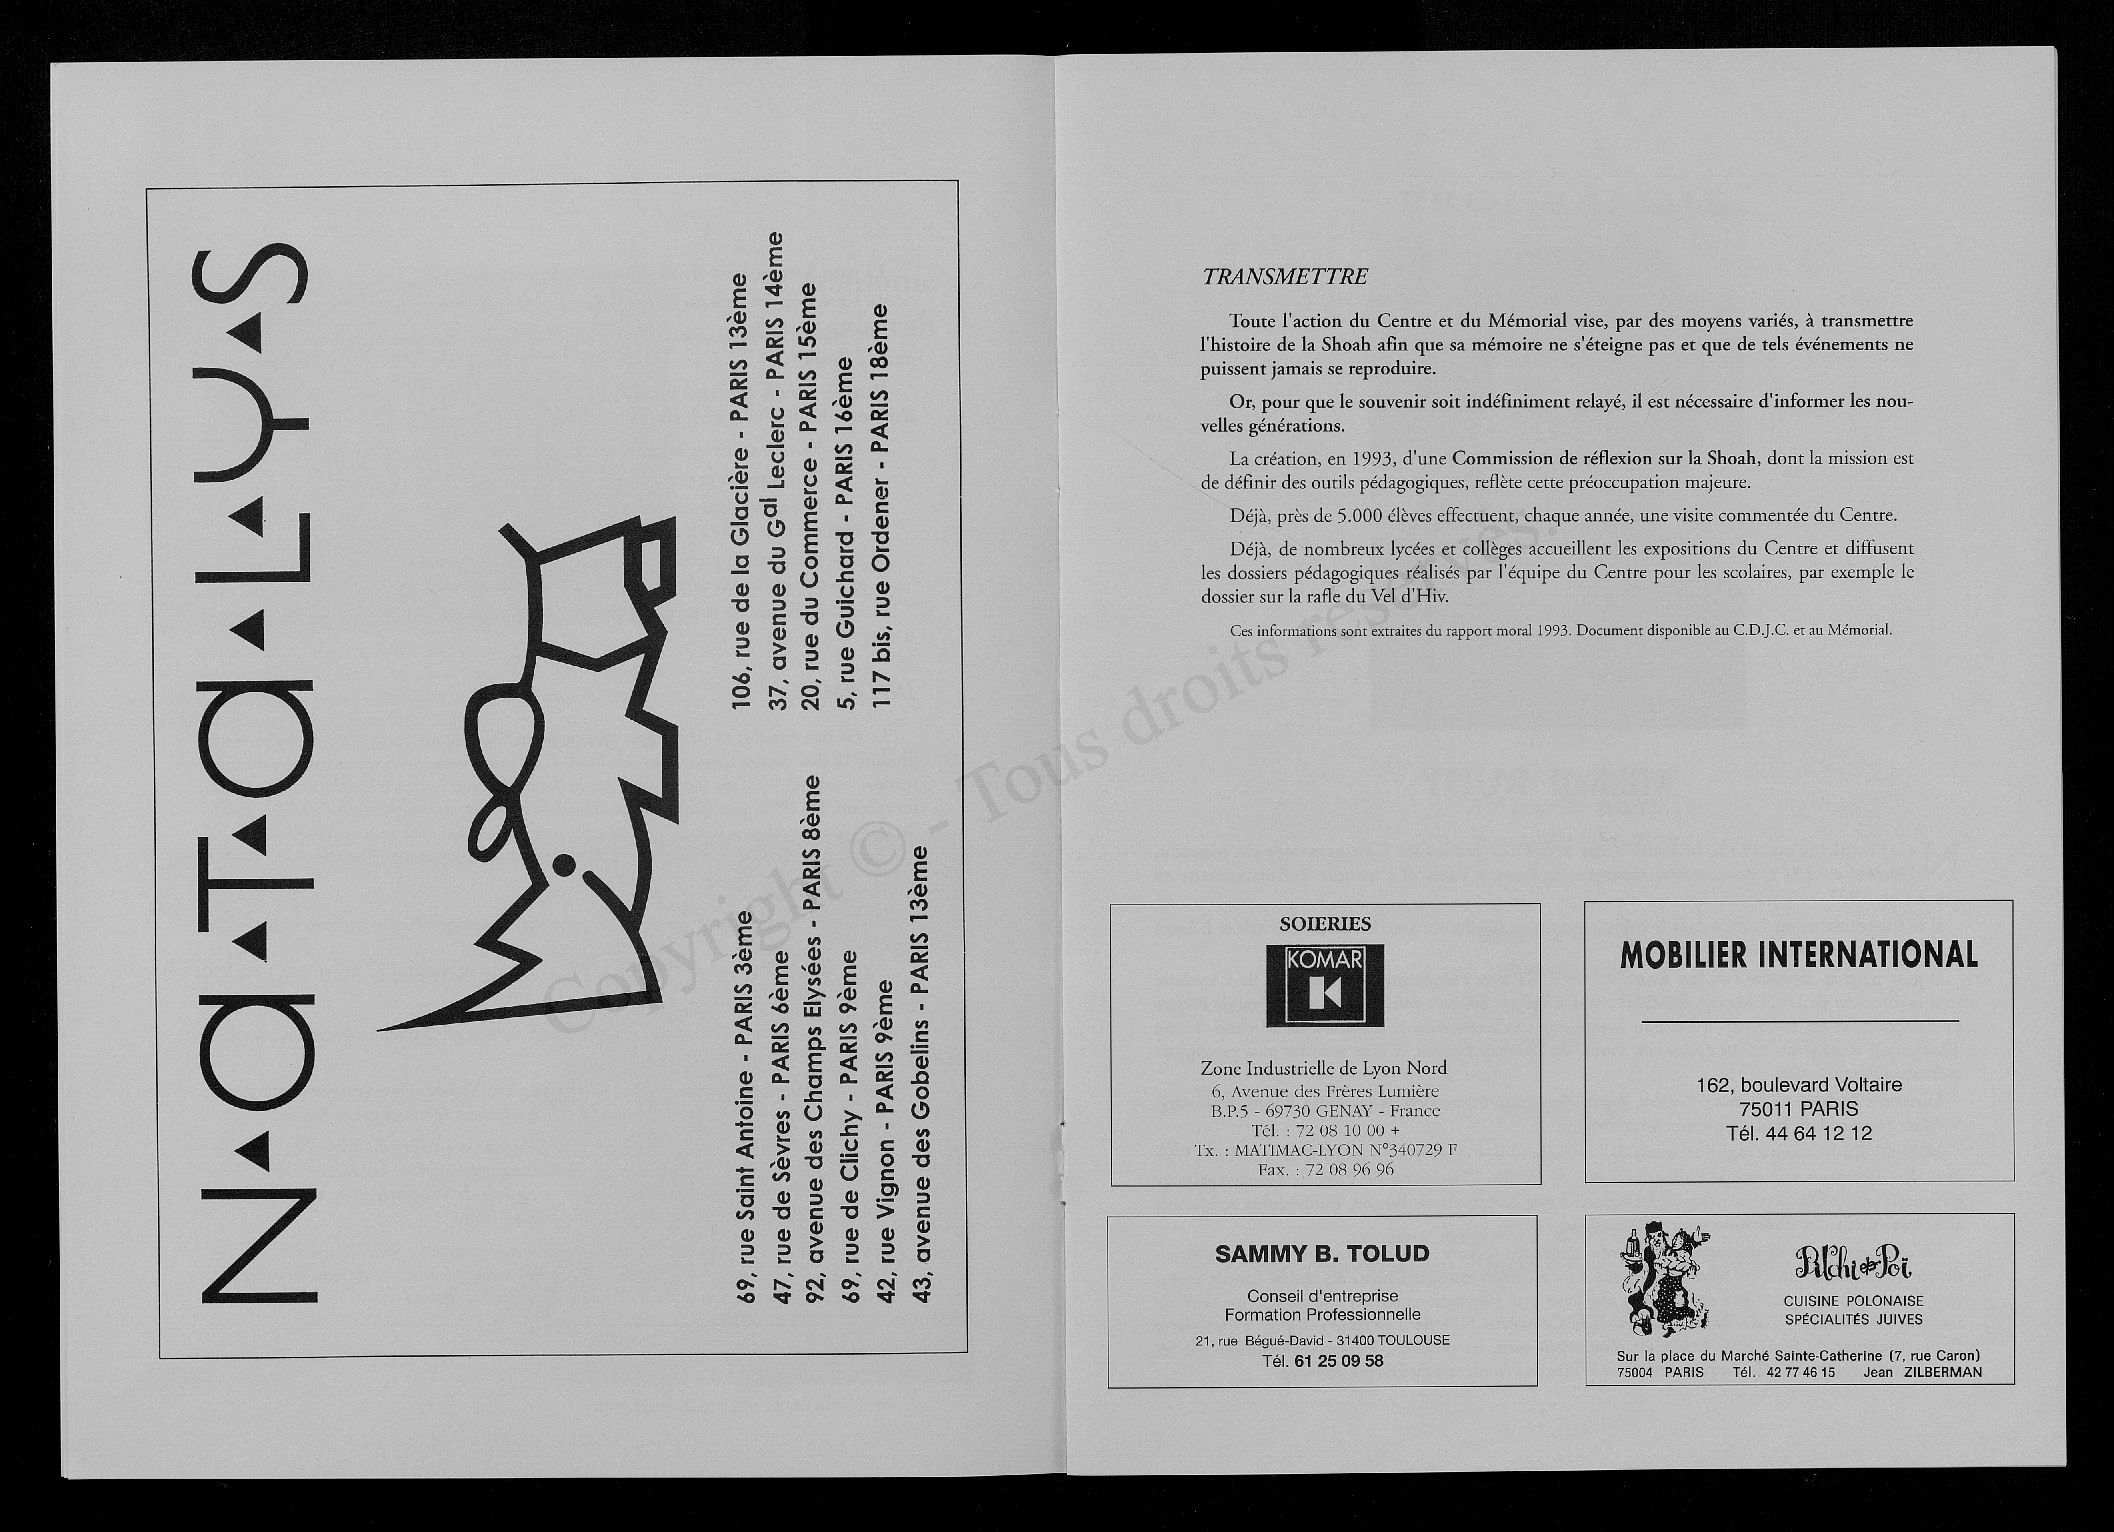 NaTaLYS
69, rue Saint Antoine - PARIS 3ème
47, rue de Sèvres - PARIS 6ème
92, avenue des Champs Elysées - PARIS 8ème
69, rue de Clichy - PARIS 9ème
42, rue Vignon - PARIS 9ème
43, avenue des Gobelins - PARIS 13ème
106, rue de la Glacière - PARIS 13ème
37, avenue du Gal Leclerc - PARIS 14ème
20, rue du Commerce - PARIS 15ème
5, rue Guichard - PARIS 16ème
117 bis, rue Ordener - PARIS 18ème
TRANSMETTRE
Toute l'action du Centre et du Mémorial vise, par des moyens variés, à transmettre
l'histoire de la Shoah afin que sa mémoire ne s'éteigne pas et que de tels événements ne
puissent jamais se reproduire.
Or, pour que le souvenir soit indéfiniment relayé, il est nécessaire d'informer les nou-
velles générations.
La création, en 1993, d'une Commission de réflexion sur la Shoah, dont la mission est
de définir des outils pédagogiques, reflète cette préoccupation majeure.
Déjà, près de 5.000 élèves effectuent, chaque année, une visite commentée du Centre.
Déjà, de nombreux lycées et collèges accueillent les expositions du Centre et diffusent
les dossiers pédagogiques réalisés par l'équipe du Centre pour les scolaires, par exemple le
dossier sur la rafle du Vel d'Hiv.
Ces informations sont extraites du rapport moral 1993. Document disponible au C.D.J.C. et au Mémorial.
SOIERIES
KOMAR
K
Zone Industrielle de Lyon Nord
6, Avenue des Frères Lumière
B.P.5 - 69730 GENAY - France
Tél. : 72 08 10 00 +
Tx. : MATIMAC-LYON N°340729 F
Fax. : 72 08 96 96
MOBILIER INTERNATIONAL
162, boulevard Voltaire
75011 PARIS
Tél. 44 64 12 12
SAMMY B. TOLUD
Conseil d'entreprise
Formation Professionnelle
21, rue Bégué-David - 31400 TOULOUSE
Tél. 61 25 09 58
Pitchi Poï
CUISINE POLONAISE
SPÉCIALITÉS JUIVES
Sur la place du Marché Sainte-Catherine (7, rue Caron)
75004 PARIS Tél. 42 77 46 15 Jean ZILBERMAN
Copyright © - Tous droits réservés.